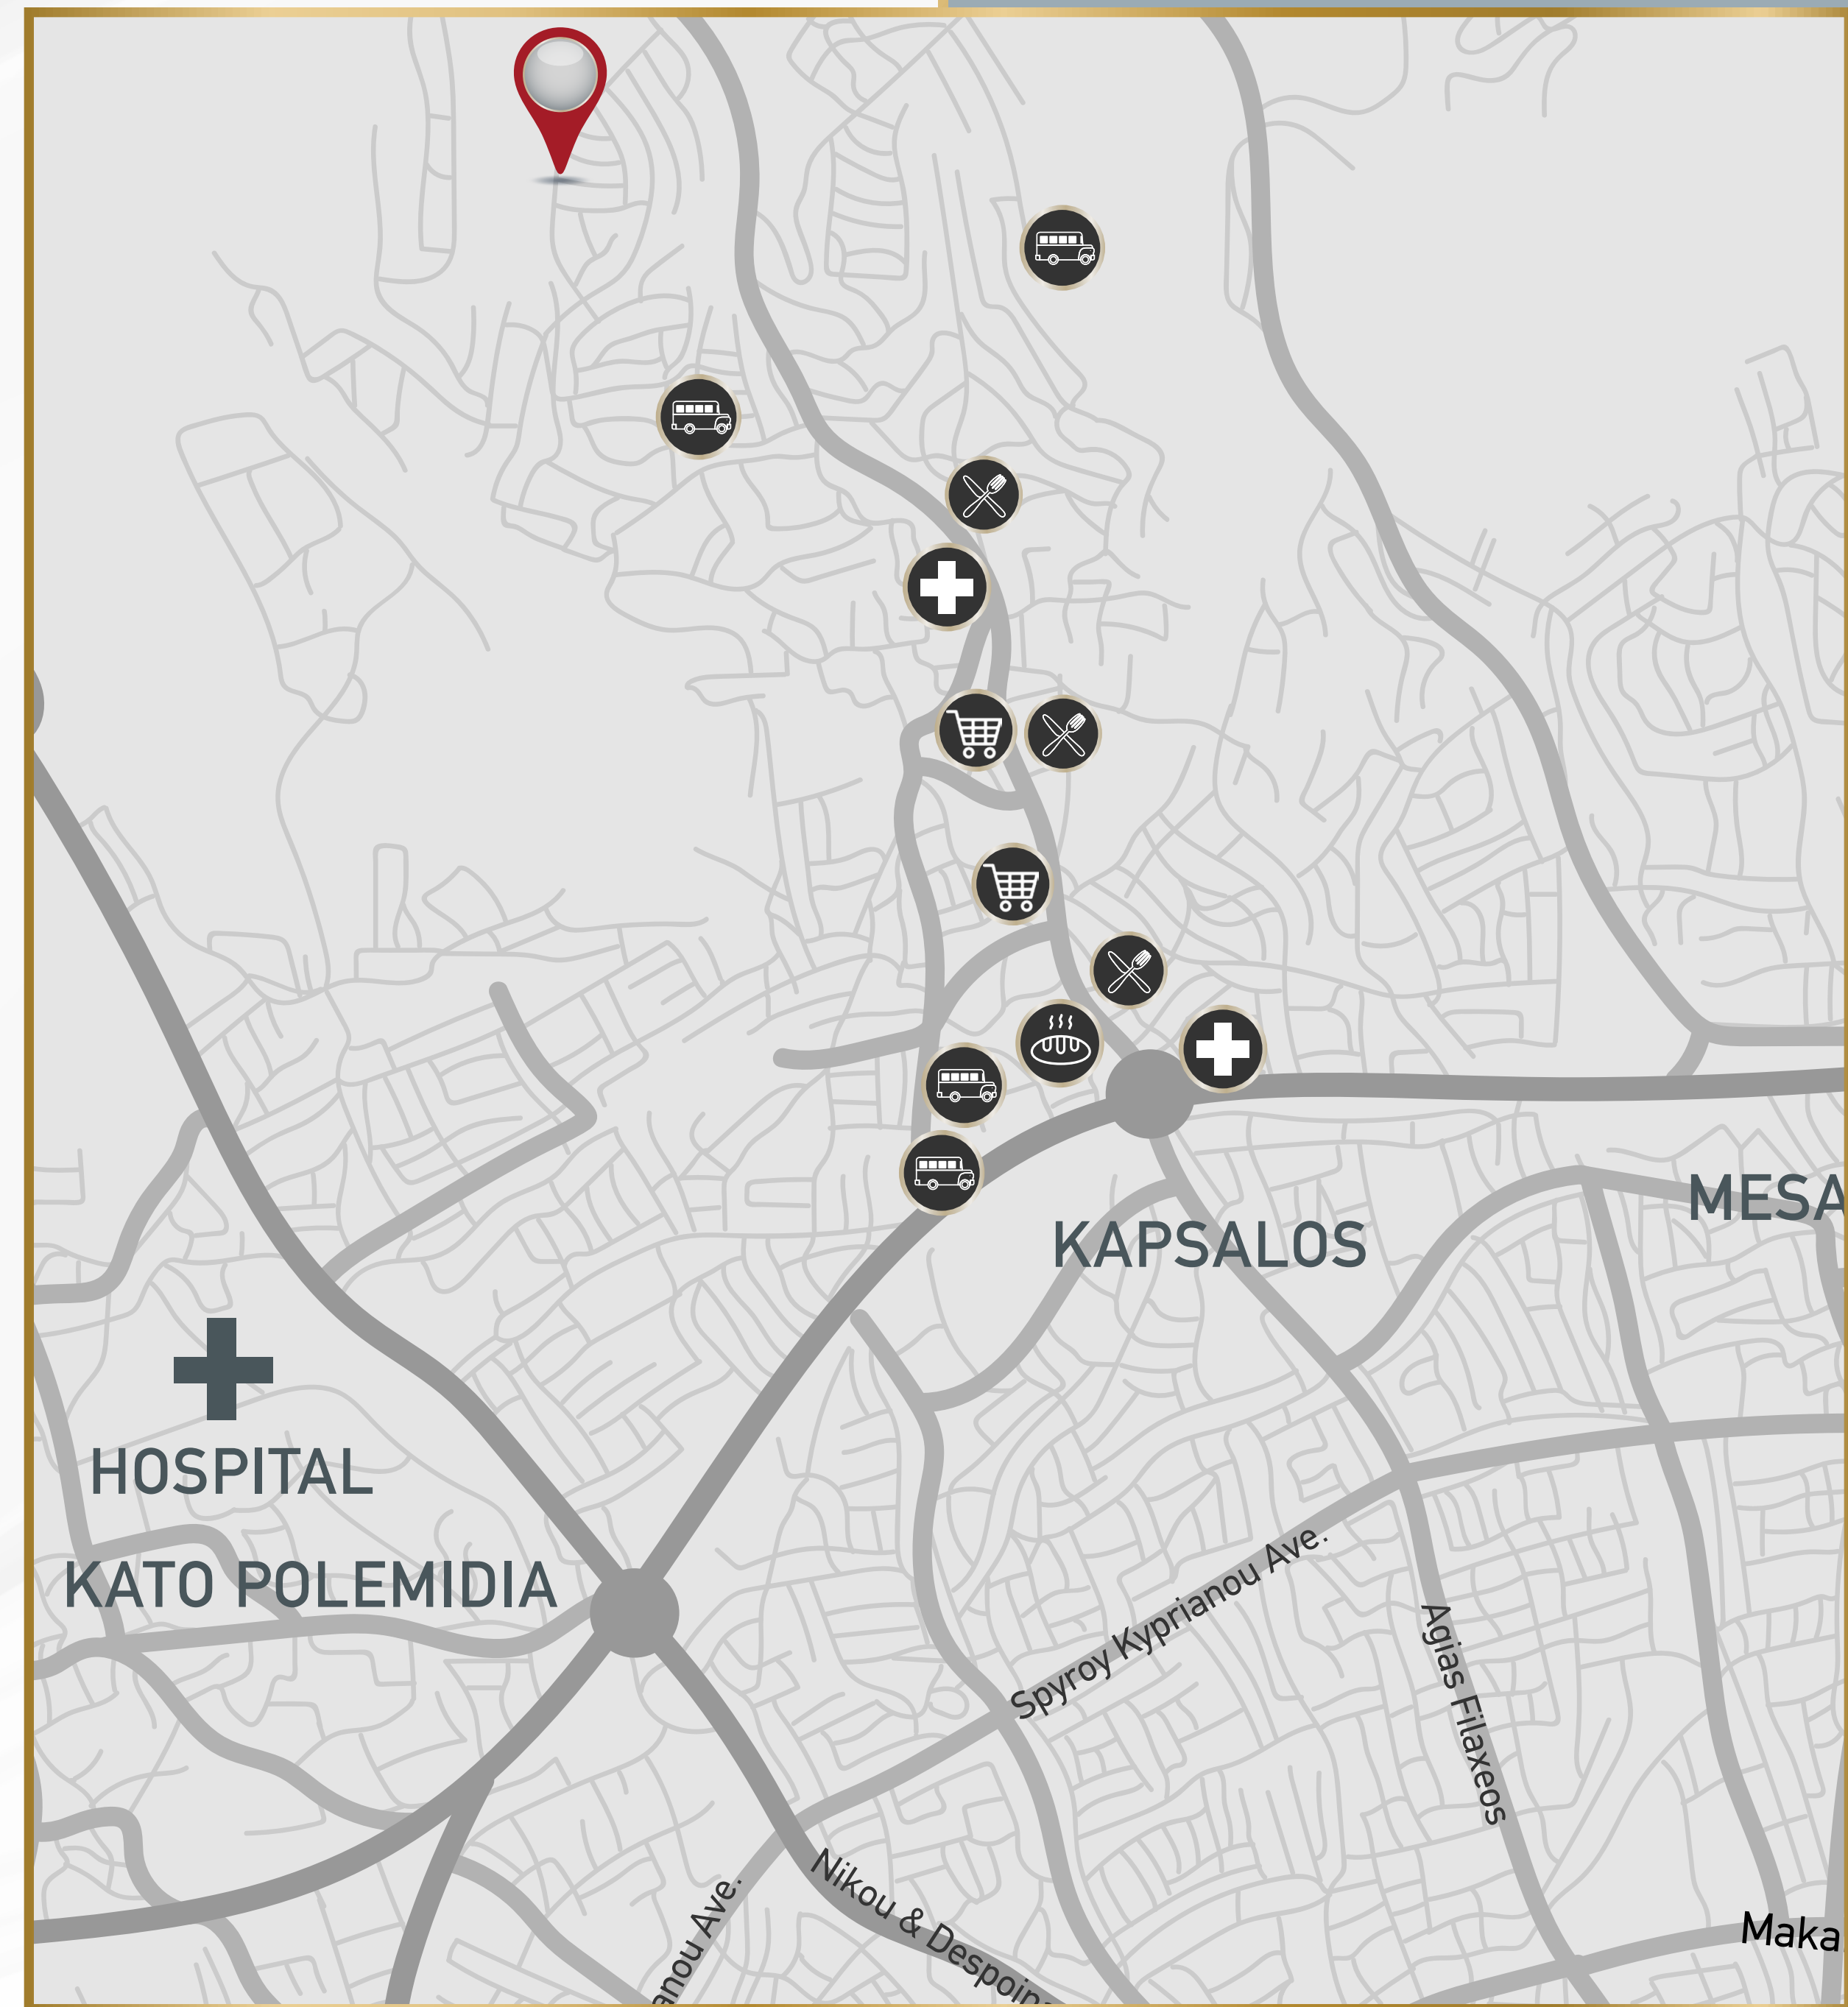 MESA
KAPSALOS
HOSPITAL
KATO POLEMIDIA
Spyroy Kyprianou Ave.
Agias Filaxeos
Nikou & Despoin
anou Ave.
Maka